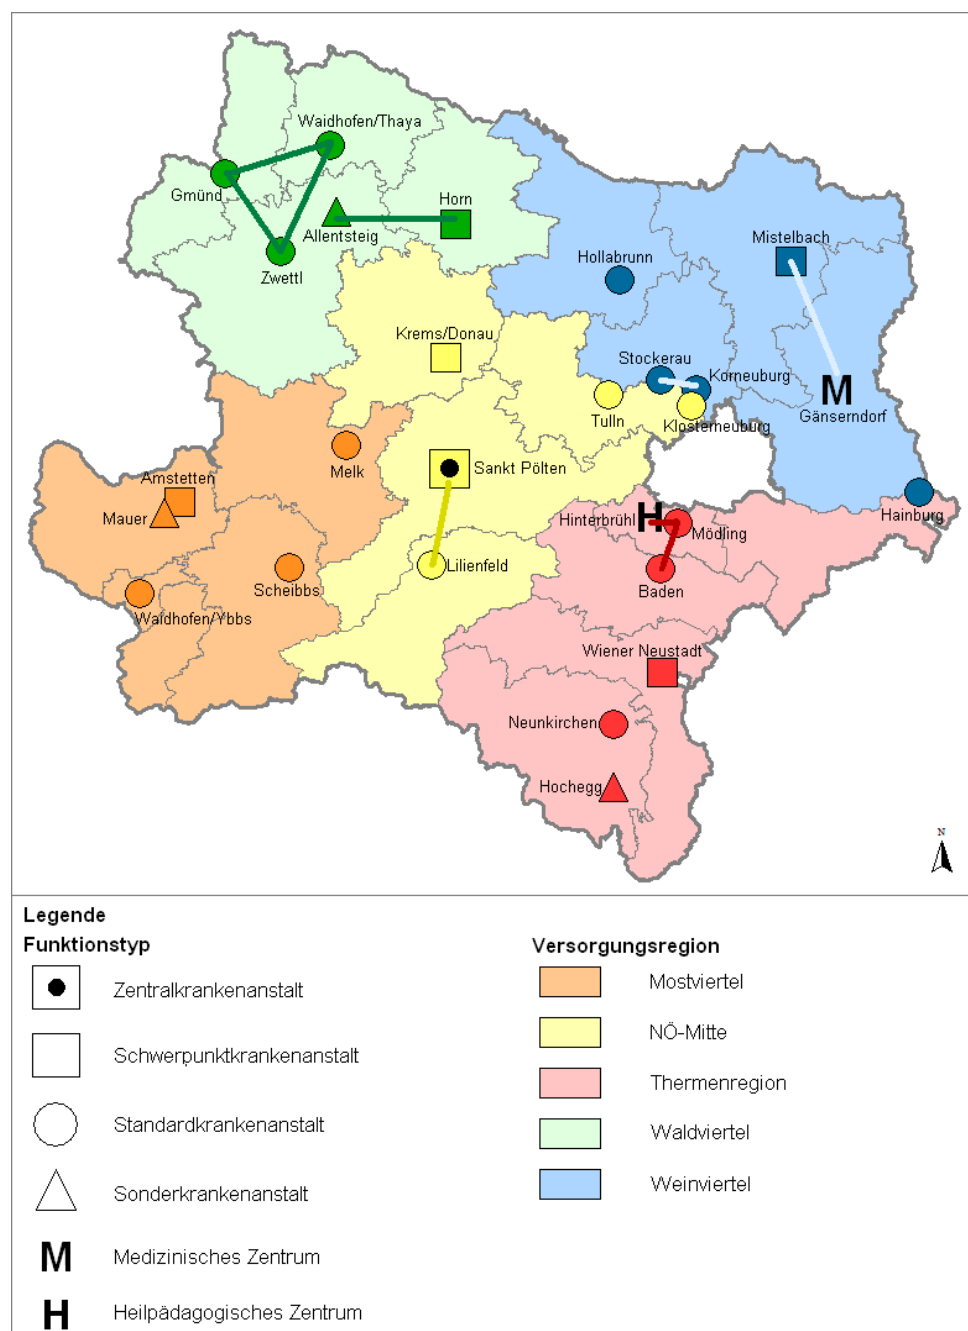 Waidhofen/Thaya
Gmünd
Horn
Allentsteig
Zwettl
Mistelbach
Hollabrunn
Krems/Donau
Stockerau
Korneuburg
M
Gänserndorf
Tulln
Klosterneuburg
Melk
Sankt Pölten
Amstetten
Mauer
Hainburg
Hinterbrühl
H
Mödling
Lilienfeld
Scheibbs
Baden
Waidhofen/Ybbs
Wiener Neustadt
Neunkirchen
Hochegg
N
Legende
Funktionstyp
Zentralkrankenanstalt
Schwerpunktkrankenanstalt
Standardkrankenanstalt
Sonderkrankenanstalt
M Medizinisches Zentrum
H Heilpädagogisches Zentrum
Versorgungsregion
Mostviertel
NÖ-Mitte
Thermenregion
Waldviertel
Weinviertel